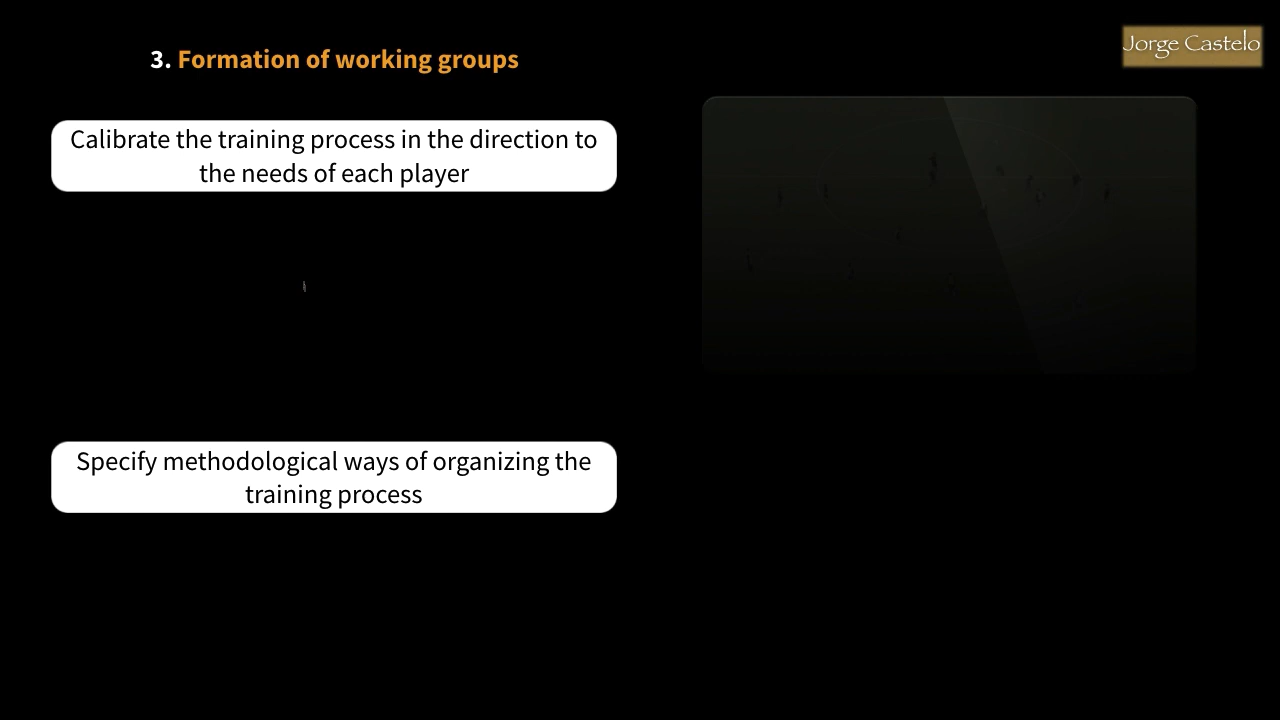 3. Formation of working groups
Jorge Castelo
Calibrate the training process in the direction to
the needs of each player
Specify methodological ways of organizing the
training process